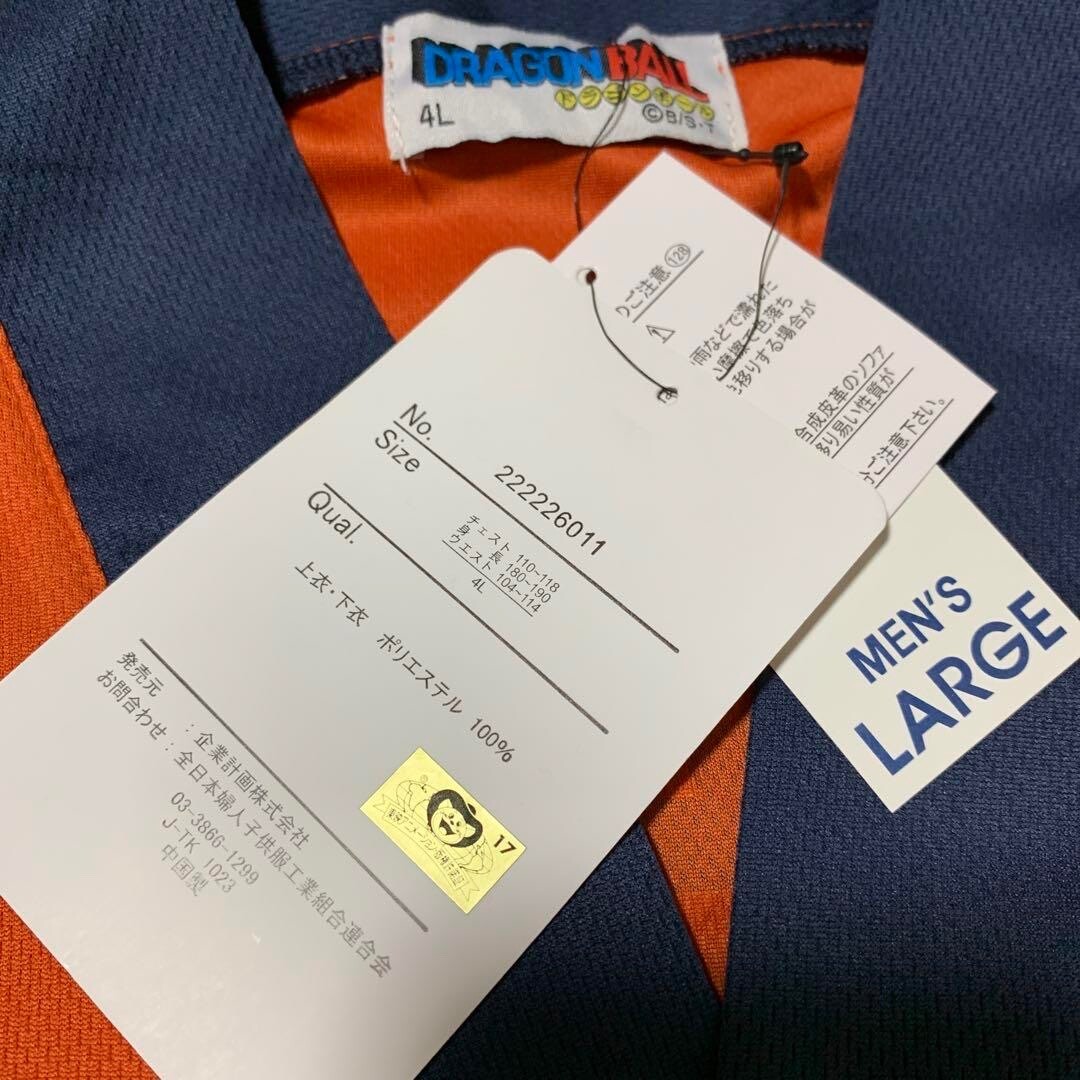 DRAGON BALL
ドラゴンボール
4L
©B/S・T
のご注意 128
雨などで濡れた
い摩擦で色落ち
色移りする場合が
合成皮革のソファ
移り易い性質が
ご注意下さい。
No. 222226011
Size
チェスト 110~118
身 長 180~190
ウエスト 104~114
4L
Qual.
上衣・下衣 ポリエステル 100%
発売元 : 企業計画株式会社
お問合わせ : 全日本婦人子供服工業組合連合会
03-3866-1299
J-TK 1023
中国製
17
MEN'S
LARGE